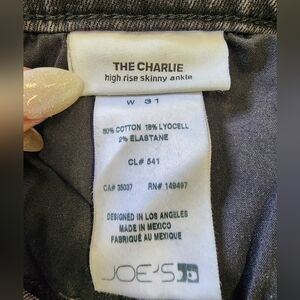 THE CHARLIE
high rise skinny ankle
W 31
80% COTTON 18% LYOCELL
2% ELASTANE
CL# 541
CA# 35037 RN# 149497
DESIGNED IN LOS ANGELES
MADE IN MEXICO
FABRIQUÉ AU MEXIQUE
JOE'S